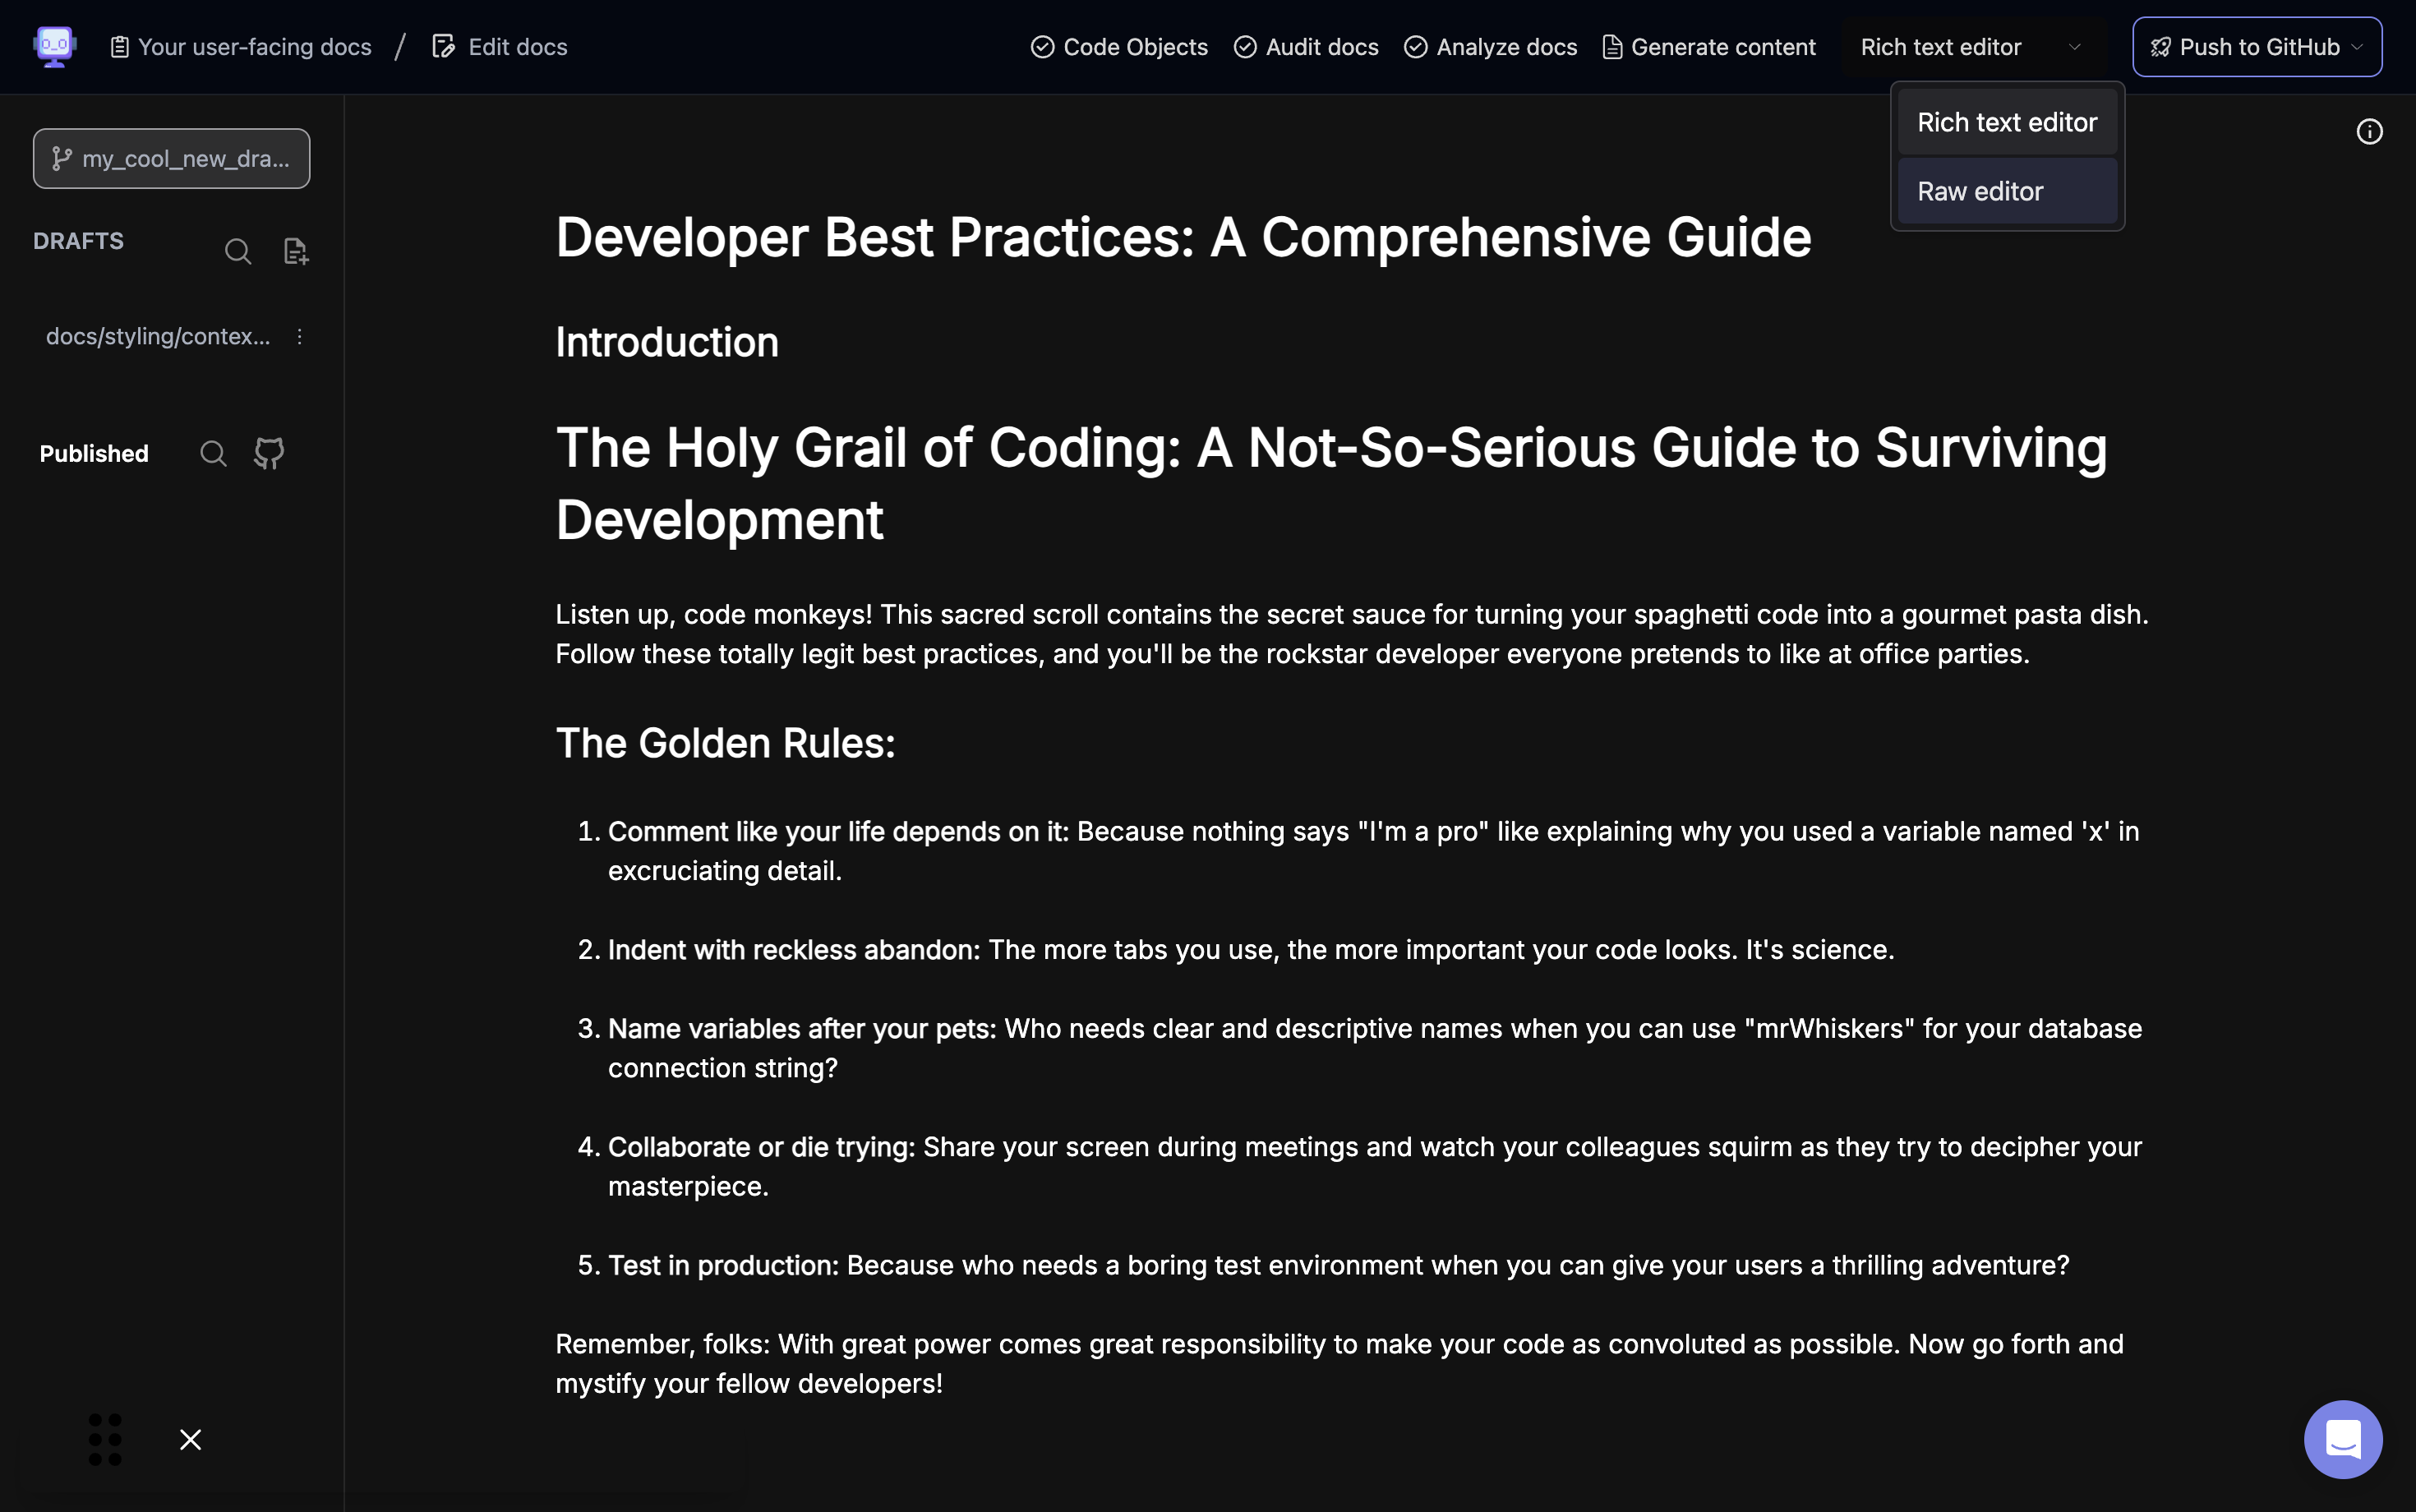 Your user-facing docs / Edit docs
Code Objects
Audit docs
Analyze docs
Generate content
Rich text editor
Push to GitHub
Rich text editor
Raw editor
my_cool_new_dra...
DRAFTS
docs/styling/contex...
Published
Developer Best Practices: A Comprehensive Guide
Introduction
The Holy Grail of Coding: A Not-So-Serious Guide to Surviving
Development
Listen up, code monkeys! This sacred scroll contains the secret sauce for turning your spaghetti code into a gourmet pasta dish.
Follow these totally legit best practices, and you'll be the rockstar developer everyone pretends to like at office parties.
The Golden Rules:
1. Comment like your life depends on it: Because nothing says "I'm a pro" like explaining why you used a variable named 'x' in
excruciating detail.
2. Indent with reckless abandon: The more tabs you use, the more important your code looks. It's science.
3. Name variables after your pets: Who needs clear and descriptive names when you can use "mrWhiskers" for your database
connection string?
4. Collaborate or die trying: Share your screen during meetings and watch your colleagues squirm as they try to decipher your
masterpiece.
5. Test in production: Because who needs a boring test environment when you can give your users a thrilling adventure?
Remember, folks: With great power comes great responsibility to make your code as convoluted as possible. Now go forth and
mystify your fellow developers!